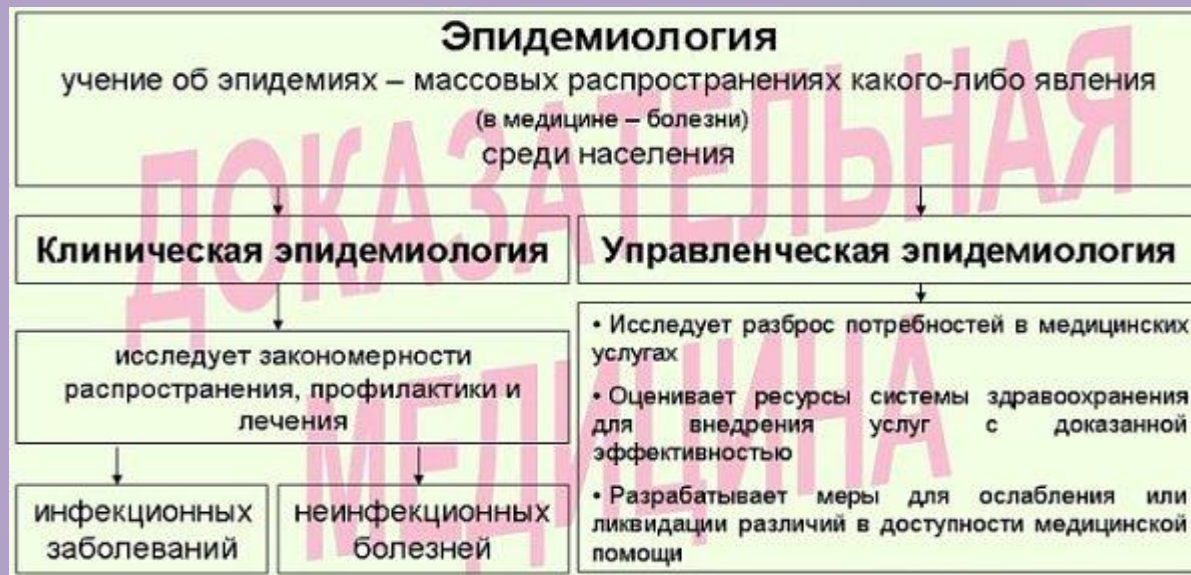 Эпидемиология
учение об эпидемиях – массовых распространениях какого-либо явления
(в медицине – болезни)
среди населения
ДОКАЗАТЕЛЬНАЯ
МЕДИЦИНА
Клиническая эпидемиология
исследует закономерности
распространения, профилактики и
лечения
инфекционных
заболеваний
неинфекционных
болезней
Управленческая эпидемиология
• Исследует разброс потребностей в медицинских
услугах
• Оценивает ресурсы системы здравоохранения
для внедрения услуг с доказанной
эффективностью
• Разрабатывает меры для ослабления или
ликвидации различий в доступности медицинской
помощи